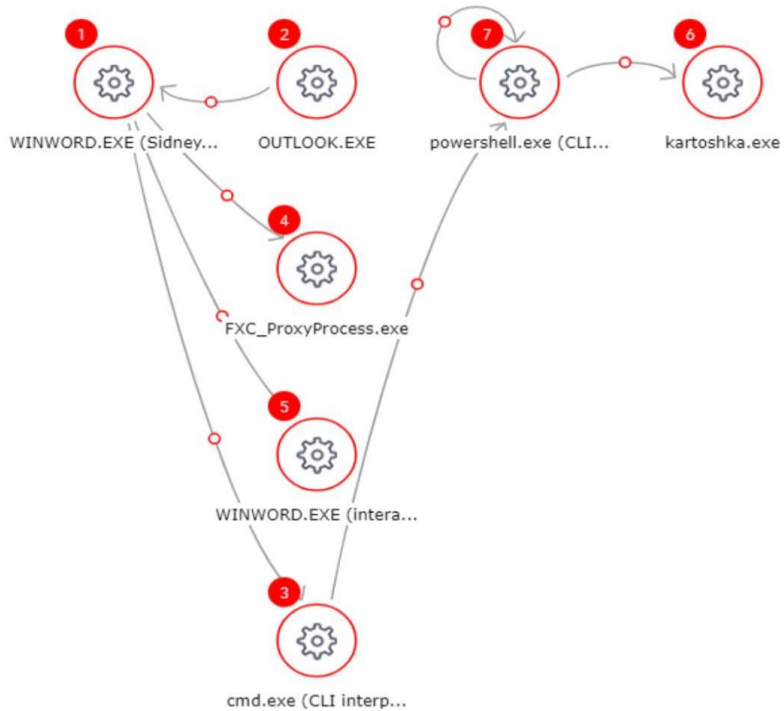 1
2
7
6
WINWORD.EXE (Sidney...
OUTLOOK.EXE
powershell.exe (CLI...
kartoshka.exe
4
FXC_ProxyProcess.exe
5
WINWORD.EXE (intera...
3
cmd.exe (CLI interp...